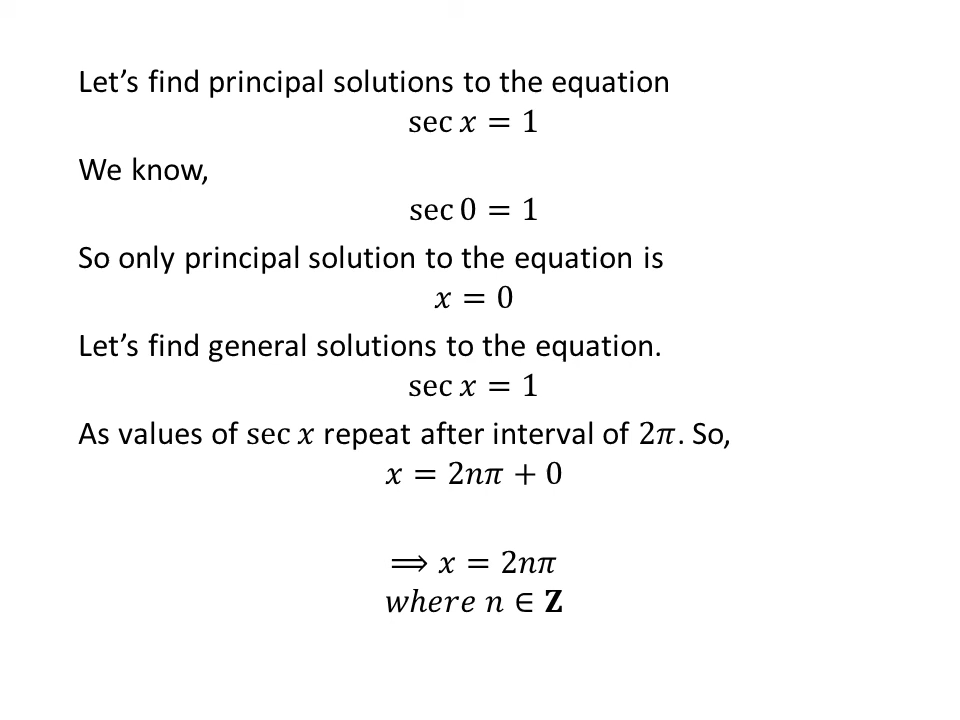 Let’s find principal solutions to the equation
sec 𝑥 = 1
We know,
sec 0 = 1
So only principal solution to the equation is
𝑥 = 0
Let’s find general solutions to the equation.
sec 𝑥 = 1
As values of sec 𝑥 repeat after interval of 2𝜋. So,
𝑥 = 2𝑛𝜋 + 0
⟹ 𝑥 = 2𝑛𝜋
𝑤ℎ𝑒𝑟𝑒 𝑛 ∈ 𝐙